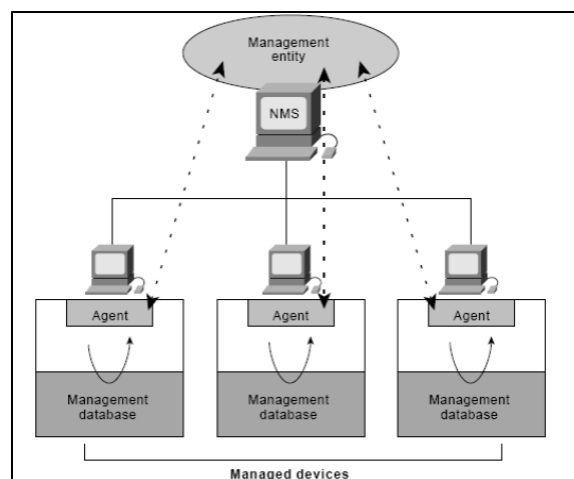 Management
entity
NMS
Agent
Agent
Agent
Management
database
Management
database
Management
database
Managed devices